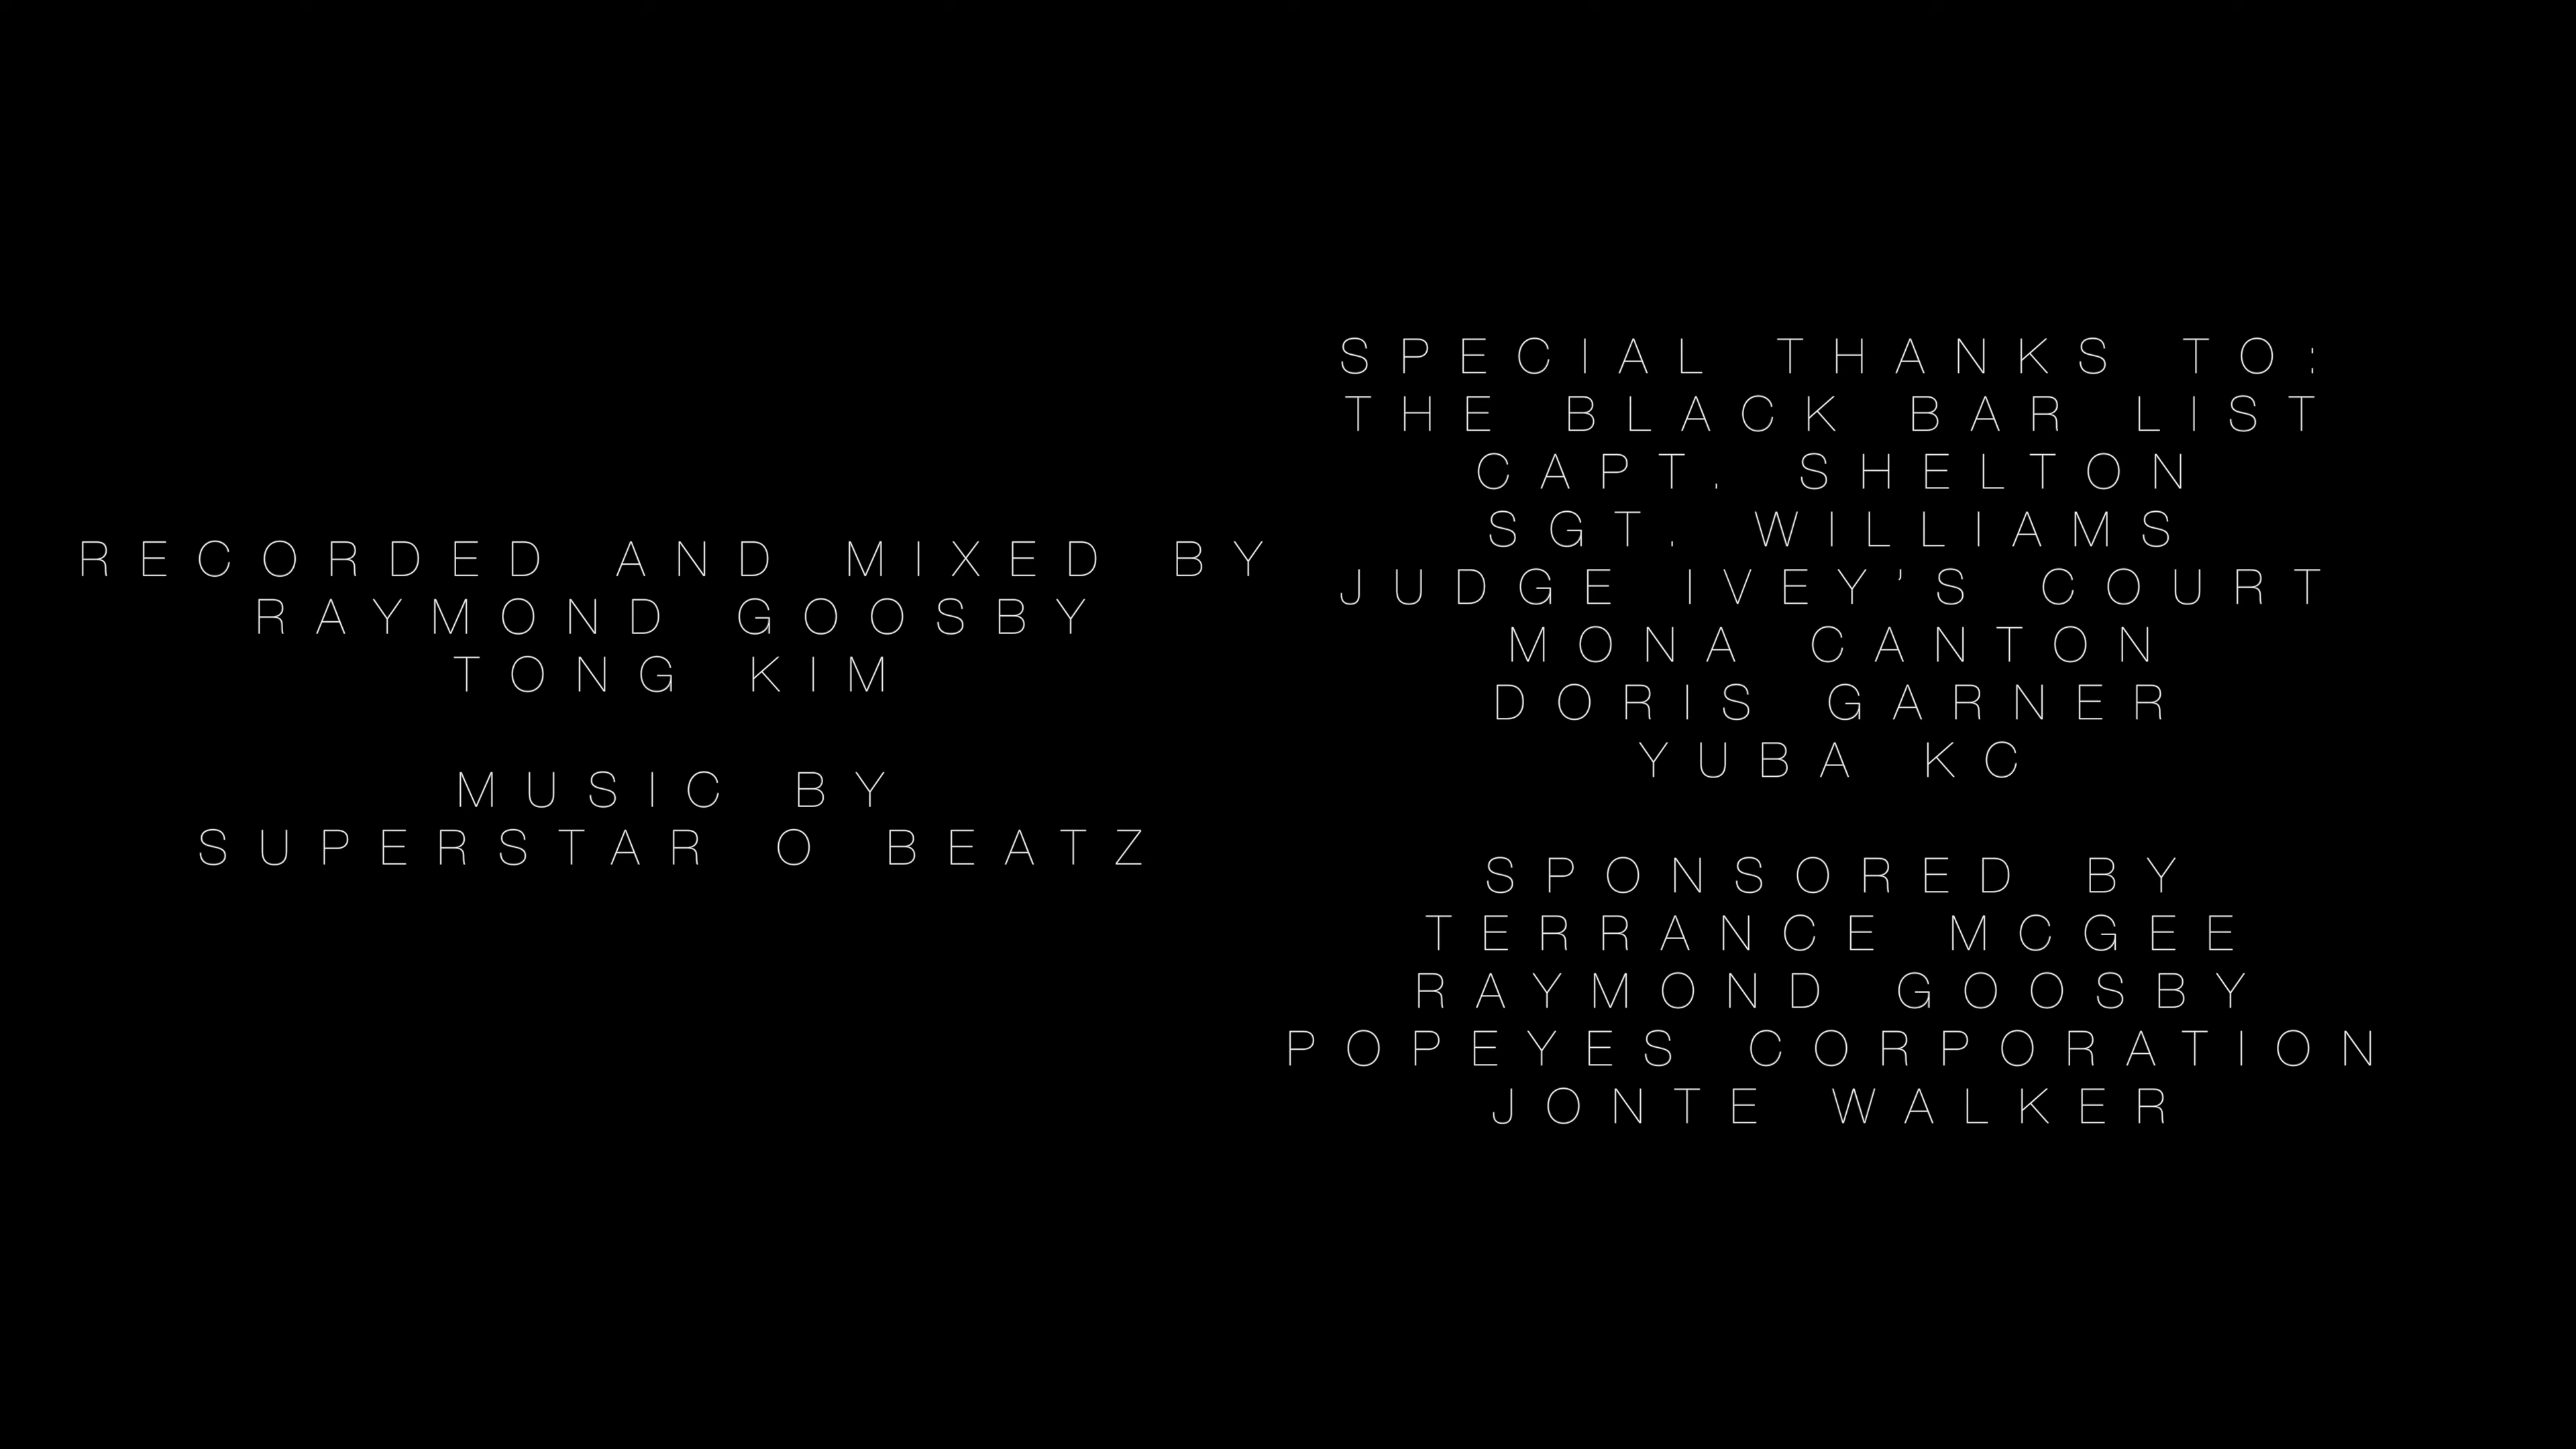 RECORDED AND MIXED BY
RAYMOND GOOSBY
TONG KIM
MUSIC BY
SUPERSTAR O BEATZ
SPECIAL THANKS TO:
THE BLACK BAR LIST
CAPT. SHELTON
SGT. WILLIAMS
JUDGE IVEY'S COURT
MONA CANTON
DORIS GARNER
YUBA KC
SPONSORED BY
TERRANCE MCGEE
RAYMOND GOOSBY
POPEYES CORPORATION
JONTE WALKER